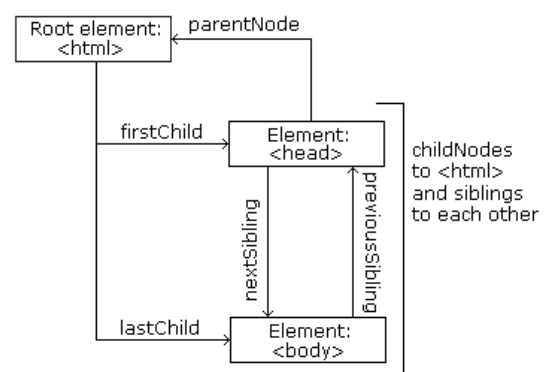 Root element:
<html>
parentNode
firstChild
Element:
<head>
childNodes
to <html>
and siblings
to each other
nextSibling
previousSibling
lastChild
Element:
<body>